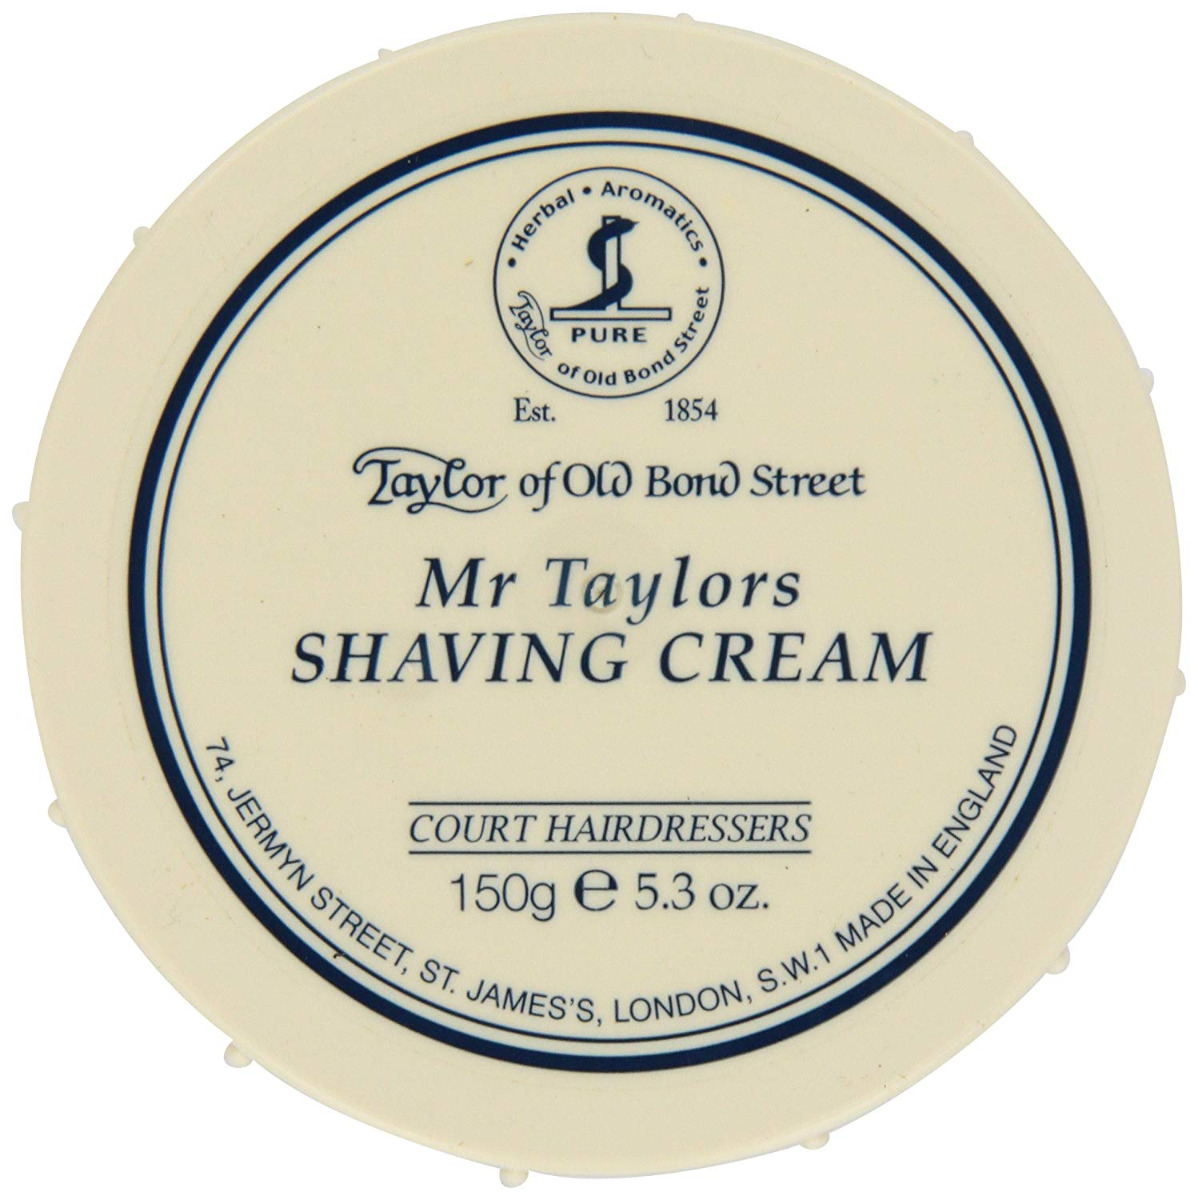 • Herbal • Aromatics •
PURE
Taylor of Old Bond Street
Est. 1854
Taylor of Old Bond Street
Mr Taylors
SHAVING CREAM
COURT HAIRDRESSERS
150g ℮ 5.3 oz.
74, JERMYN STREET, ST. JAMES'S, LONDON, S.W.1 MADE IN ENGLAND